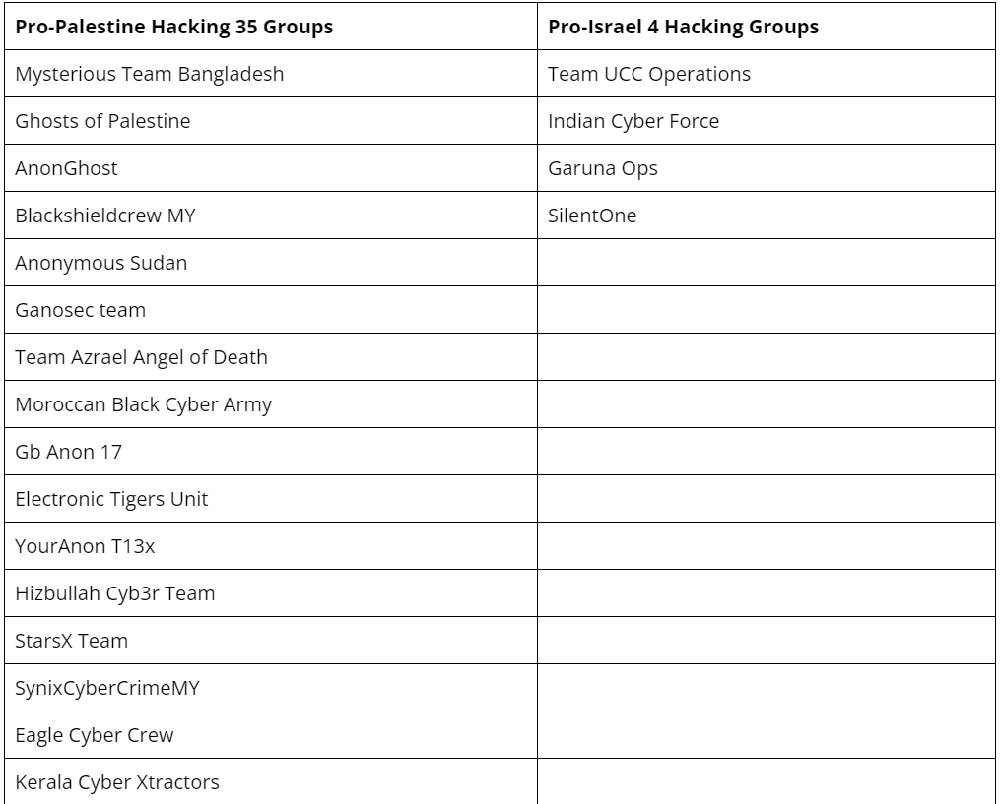 Pro-Palestine Hacking 35 Groups Pro-Israel 4 Hacking Groups
Mysterious Team Bangladesh Team UCC Operations
Ghosts of Palestine Indian Cyber Force
AnonGhost Garuna Ops
Blackshieldcrew MY SilentOne
Anonymous Sudan
Ganosec team
Team Azrael Angel of Death
Moroccan Black Cyber Army
Gb Anon 17
Electronic Tigers Unit
YourAnon T13x
Hizbullah Cyb3r Team
StarsX Team
SynixCyberCrimeMY
Eagle Cyber Crew
Kerala Cyber Xtractors